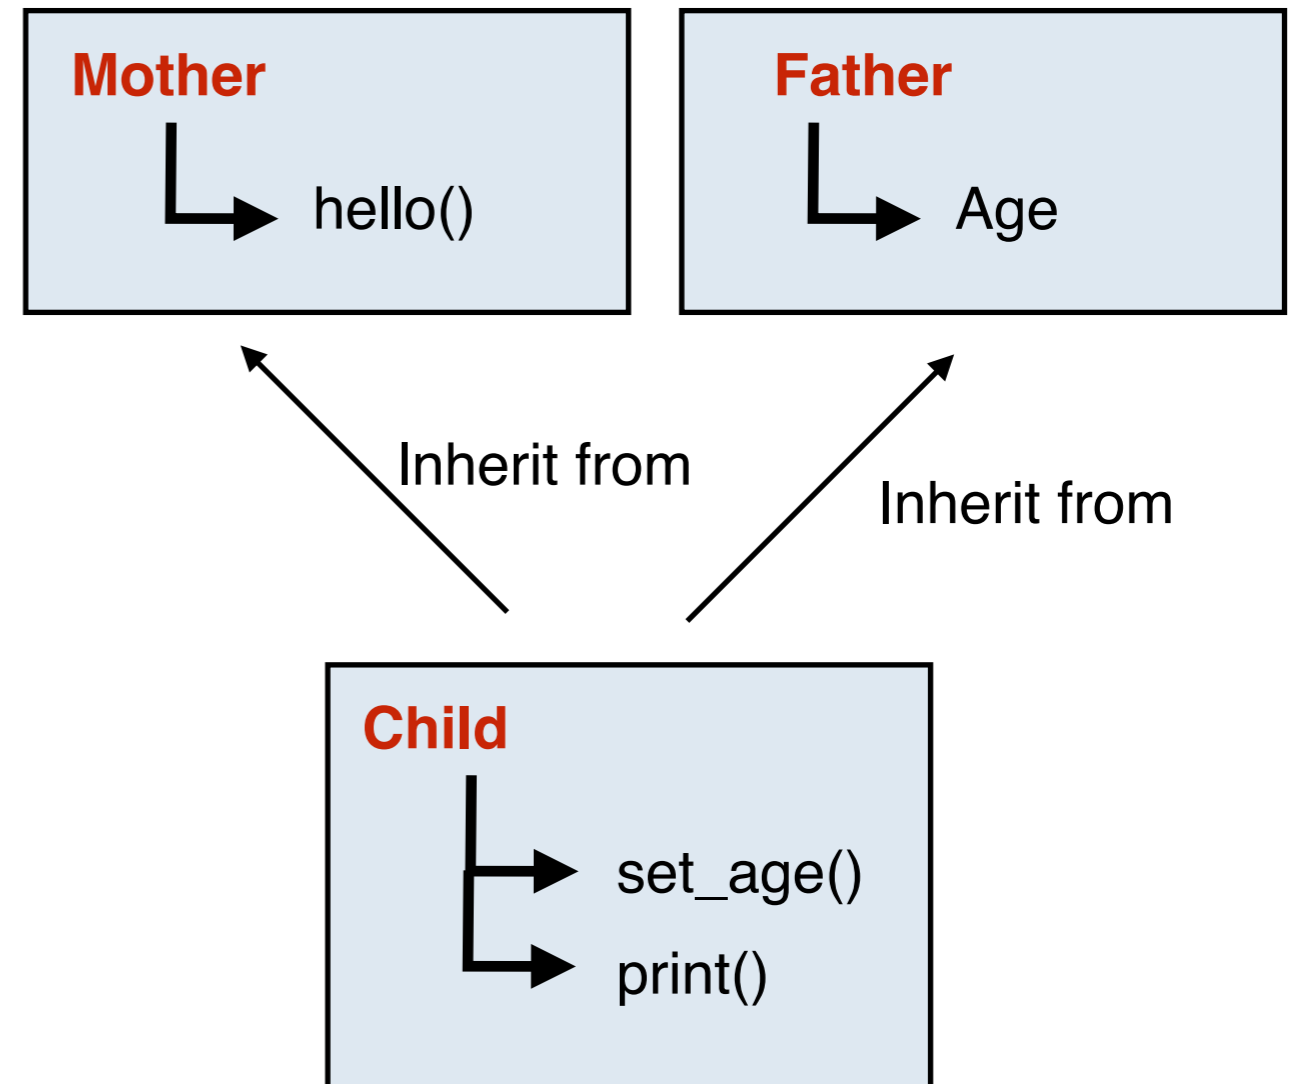 Mother
hello()
Father
Age
Inherit from
Inherit from
Child
set_age()
print()